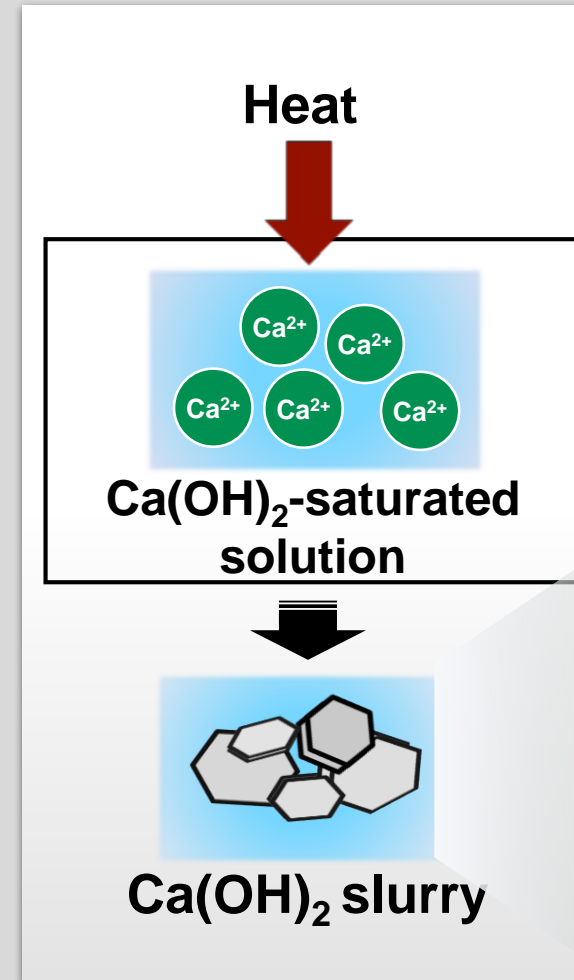 Heat
Ca²⁺
Ca²⁺
Ca²⁺ Ca²⁺ Ca²⁺
Ca(OH)₂-saturated
solution
Ca(OH)₂ slurry